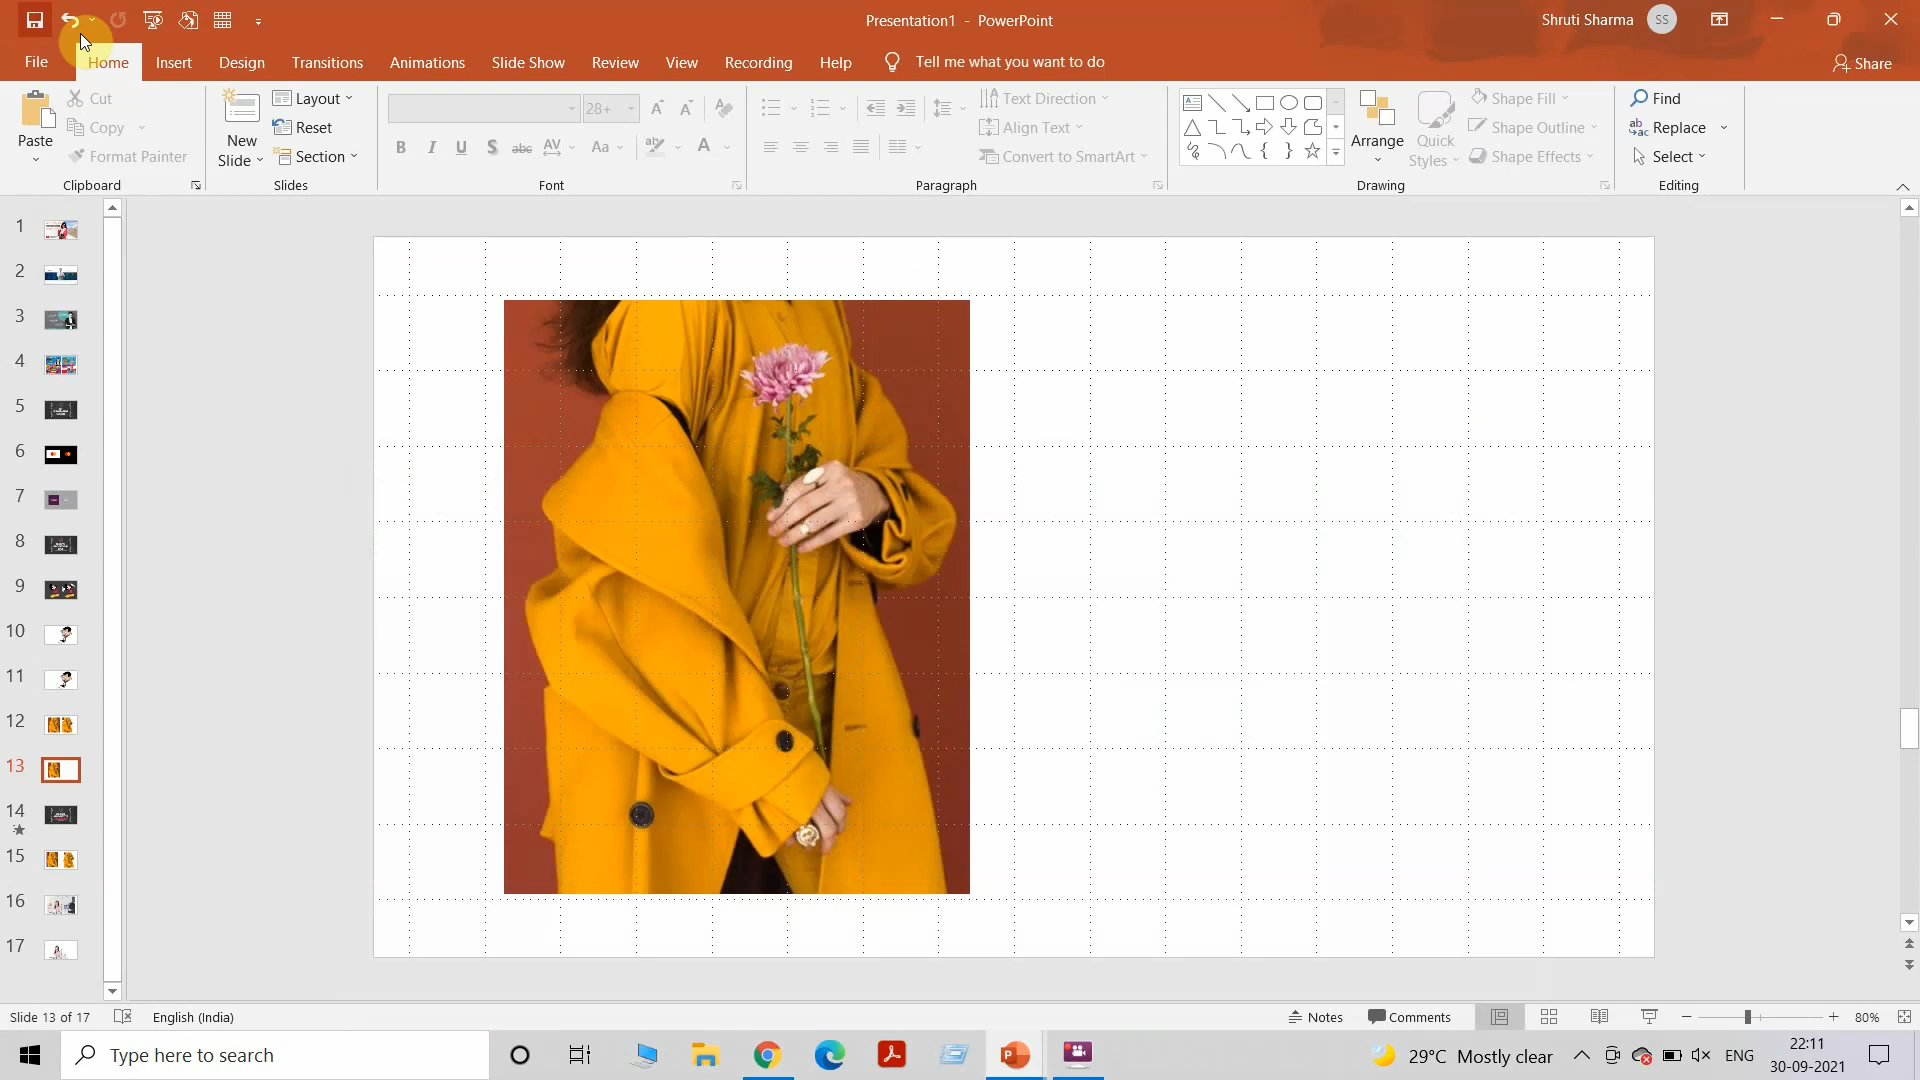 Presentation1 - PowerPoint
Shruti Sharma
SS
File
Home
Insert
Design
Transitions
Animations
Slide Show
Review
View
Recording
Help
Tell me what you want to do
Share
Paste
Cut
Copy
Format Painter
Clipboard
New
Slide
Layout
Reset
Section
Slides
28+
B I U S abc AV Aa A
Font
Text Direction
Align Text
Convert to SmartArt
Paragraph
Arrange
Quick
Styles
Shape Fill
Shape Outline
Shape Effects
Drawing
Find
Replace
Select
Editing
1
2
3
4
5
6
7
8
9
10
11
12
13
14
15
16
17
Slide 13 of 17
English (India)
Notes
Comments
80%
Type here to search
29°C Mostly clear
ENG
22:11
30-09-2021